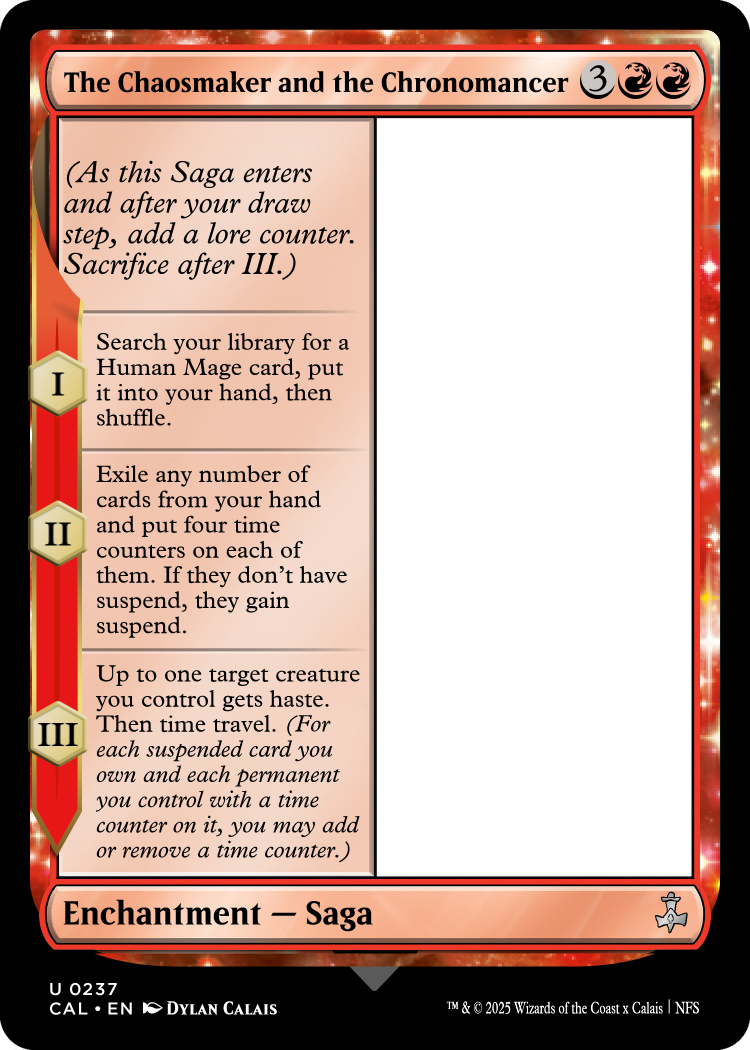 The Chaosmaker and the Chronomancer 3
(As this Saga enters
and after your draw
step, add a lore counter.
Sacrifice after III.)
I
Search your library for a
Human Mage card, put
it into your hand, then
shuffle.
II
Exile any number of
cards from your hand
and put four time
counters on each of
them. If they don’t have
suspend, they gain
suspend.
III
Up to one target creature
you control gets haste.
Then time travel. (For
each suspended card you
own and each permanent
you control with a time
counter on it, you may add
or remove a time counter.)
Enchantment — Saga
U 0237
CAL • EN Dylan Calais
™ & © 2025 Wizards of the Coast x Calais | NFS